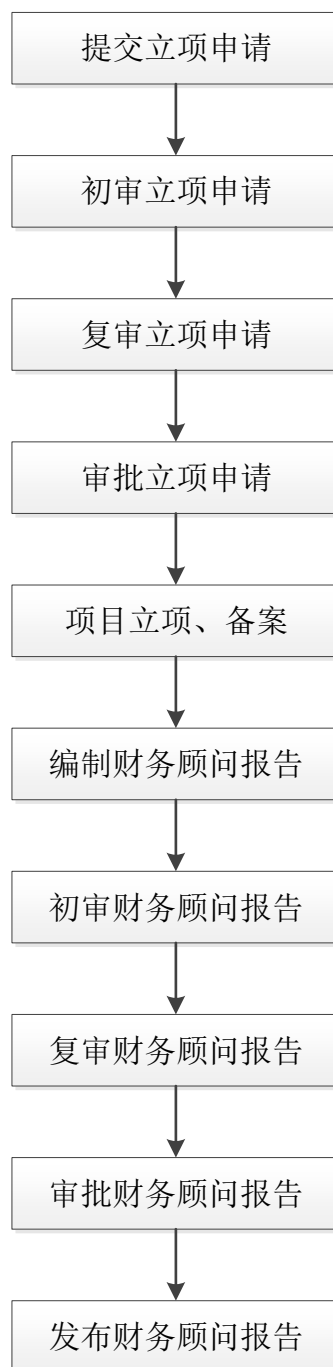 提交立项申请
初审立项申请
复审立项申请
审批立项申请
项目立项、备案
编制财务顾问报告
初审财务顾问报告
复审财务顾问报告
审批财务顾问报告
发布财务顾问报告